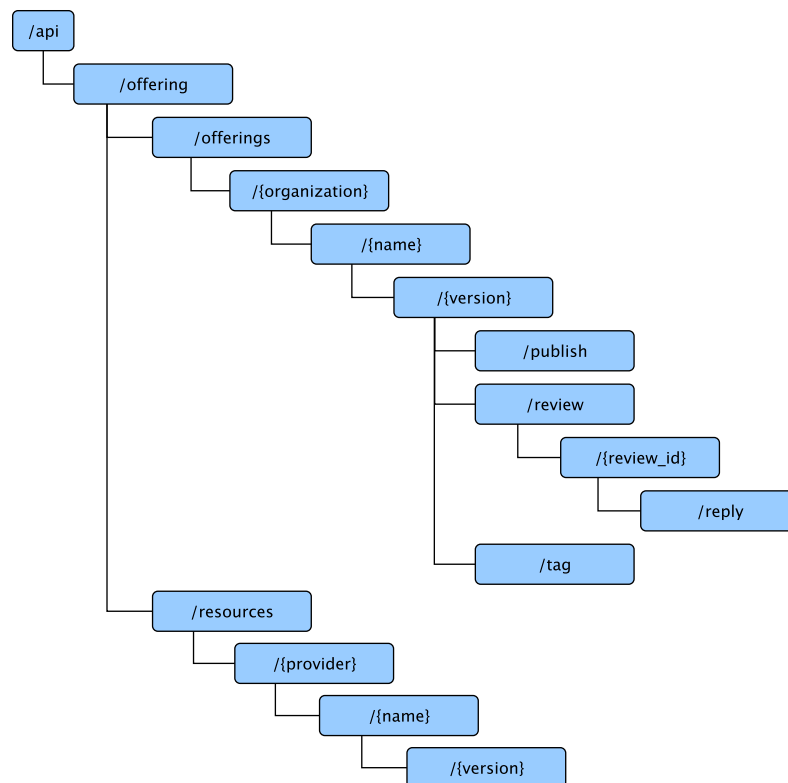 /api
/offering
/offerings
/{organization}
/{name}
/{version}
/publish
/review
/{review_id}
/reply
/tag
/resources
/{provider}
/{name}
/{version}